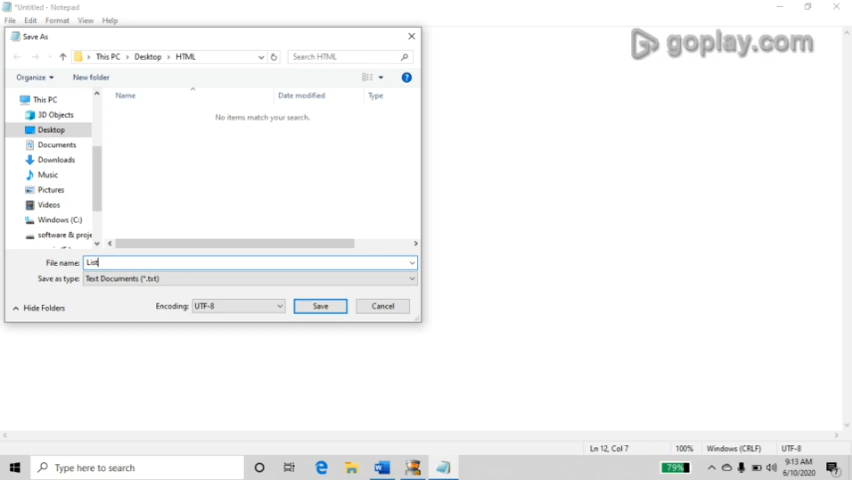 *Untitled - Notepad
File Edit Format View Help
Save As
This PC Desktop HTML Search HTML
Organize New folder
Name Date modified Type
No items match your search.
This PC
3D Objects
Desktop
Documents
Downloads
Music
Pictures
Videos
Windows (C:)
software & proje
File name: List
Save as type: Text Documents (*.txt)
Hide Folders Encoding: UTF-8 Save Cancel
goplay.com
Ln 12, Col 7 100% Windows (CRLF) UTF-8
Type here to search 79% 9:13 AM
6/10/2020